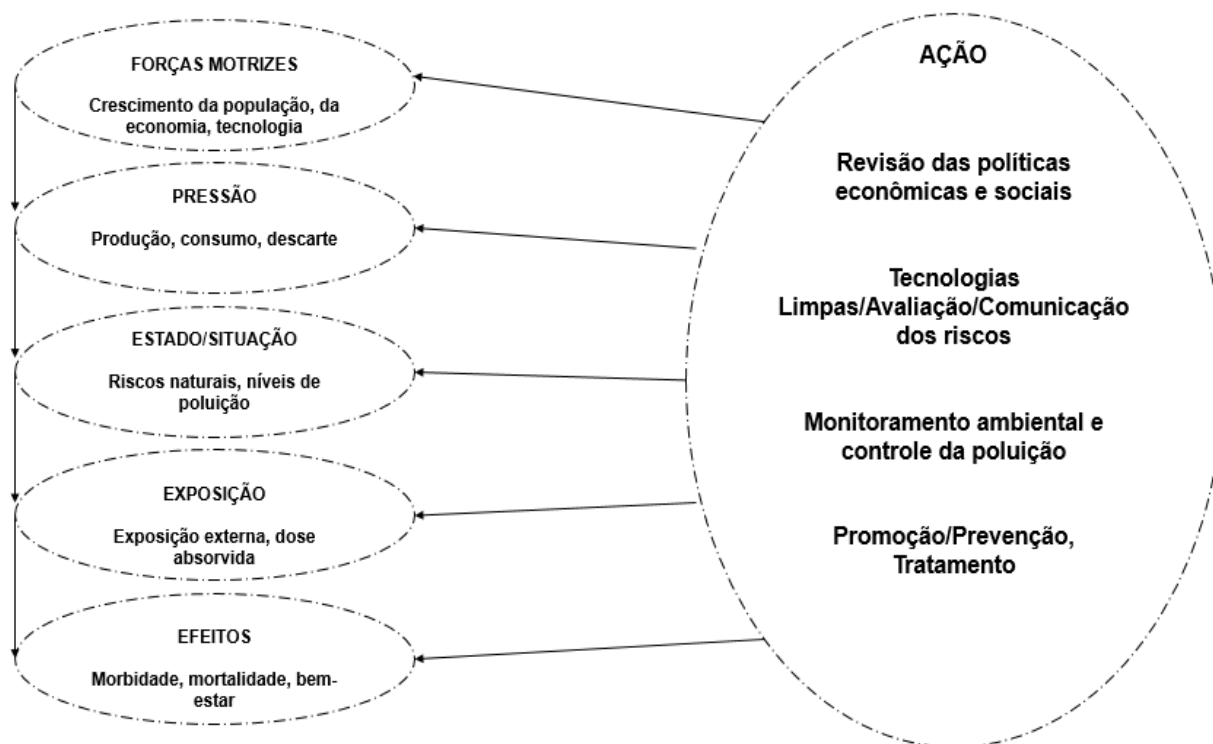 FORÇAS MOTRIZES
Crescimento da população, da
economia, tecnologia
PRESSÃO
Produção, consumo, descarte
ESTADO/SITUAÇÃO
Riscos naturais, níveis de
poluição
EXPOSIÇÃO
Exposição externa, dose
absorvida
EFEITOS
Morbidade, mortalidade, bem-
estar
AÇÃO
Revisão das políticas
econômicas e sociais
Tecnologias
Limpas/Avaliação/Comunicação
dos riscos
Monitoramento ambiental e
controle da poluição
Promoção/Prevenção,
Tratamento